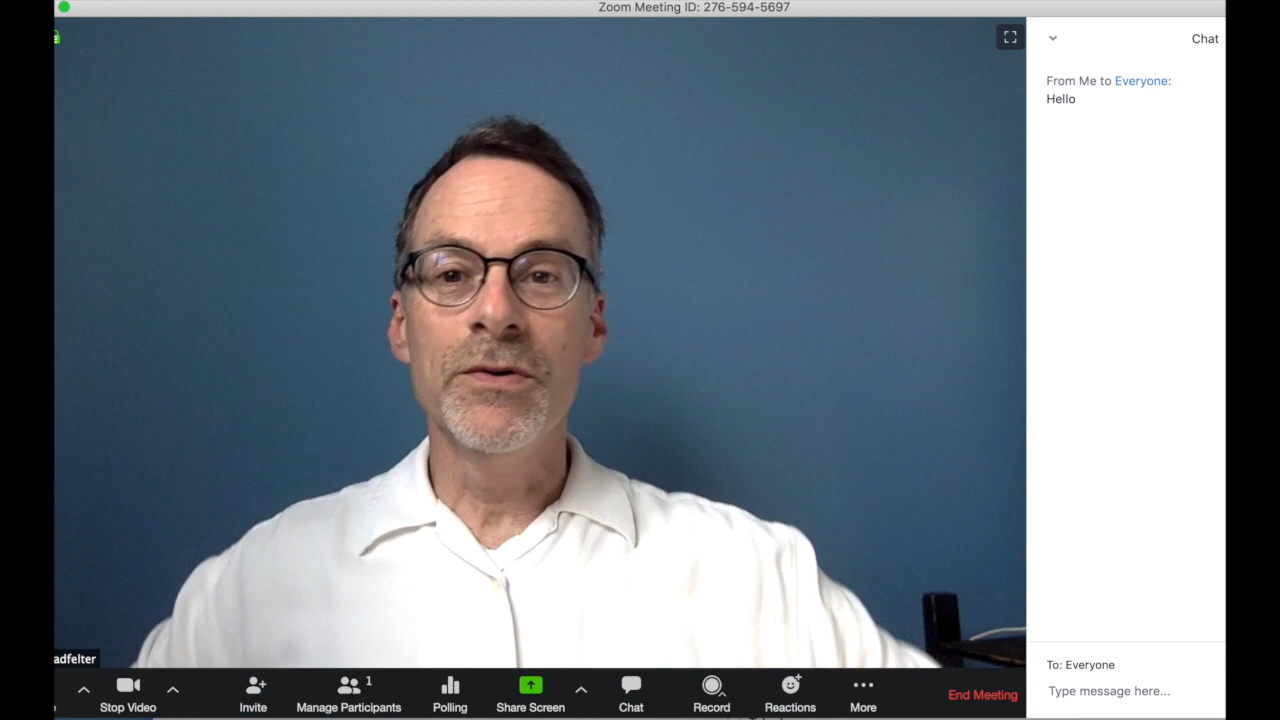 Zoom Meeting ID: 276-594-5697
Chat
From Me to Everyone:
Hello
adfelter
Stop Video
Invite
Manage Participants
1
Polling
Share Screen
Chat
Record
Reactions
More
End Meeting
To: Everyone
Type message here...